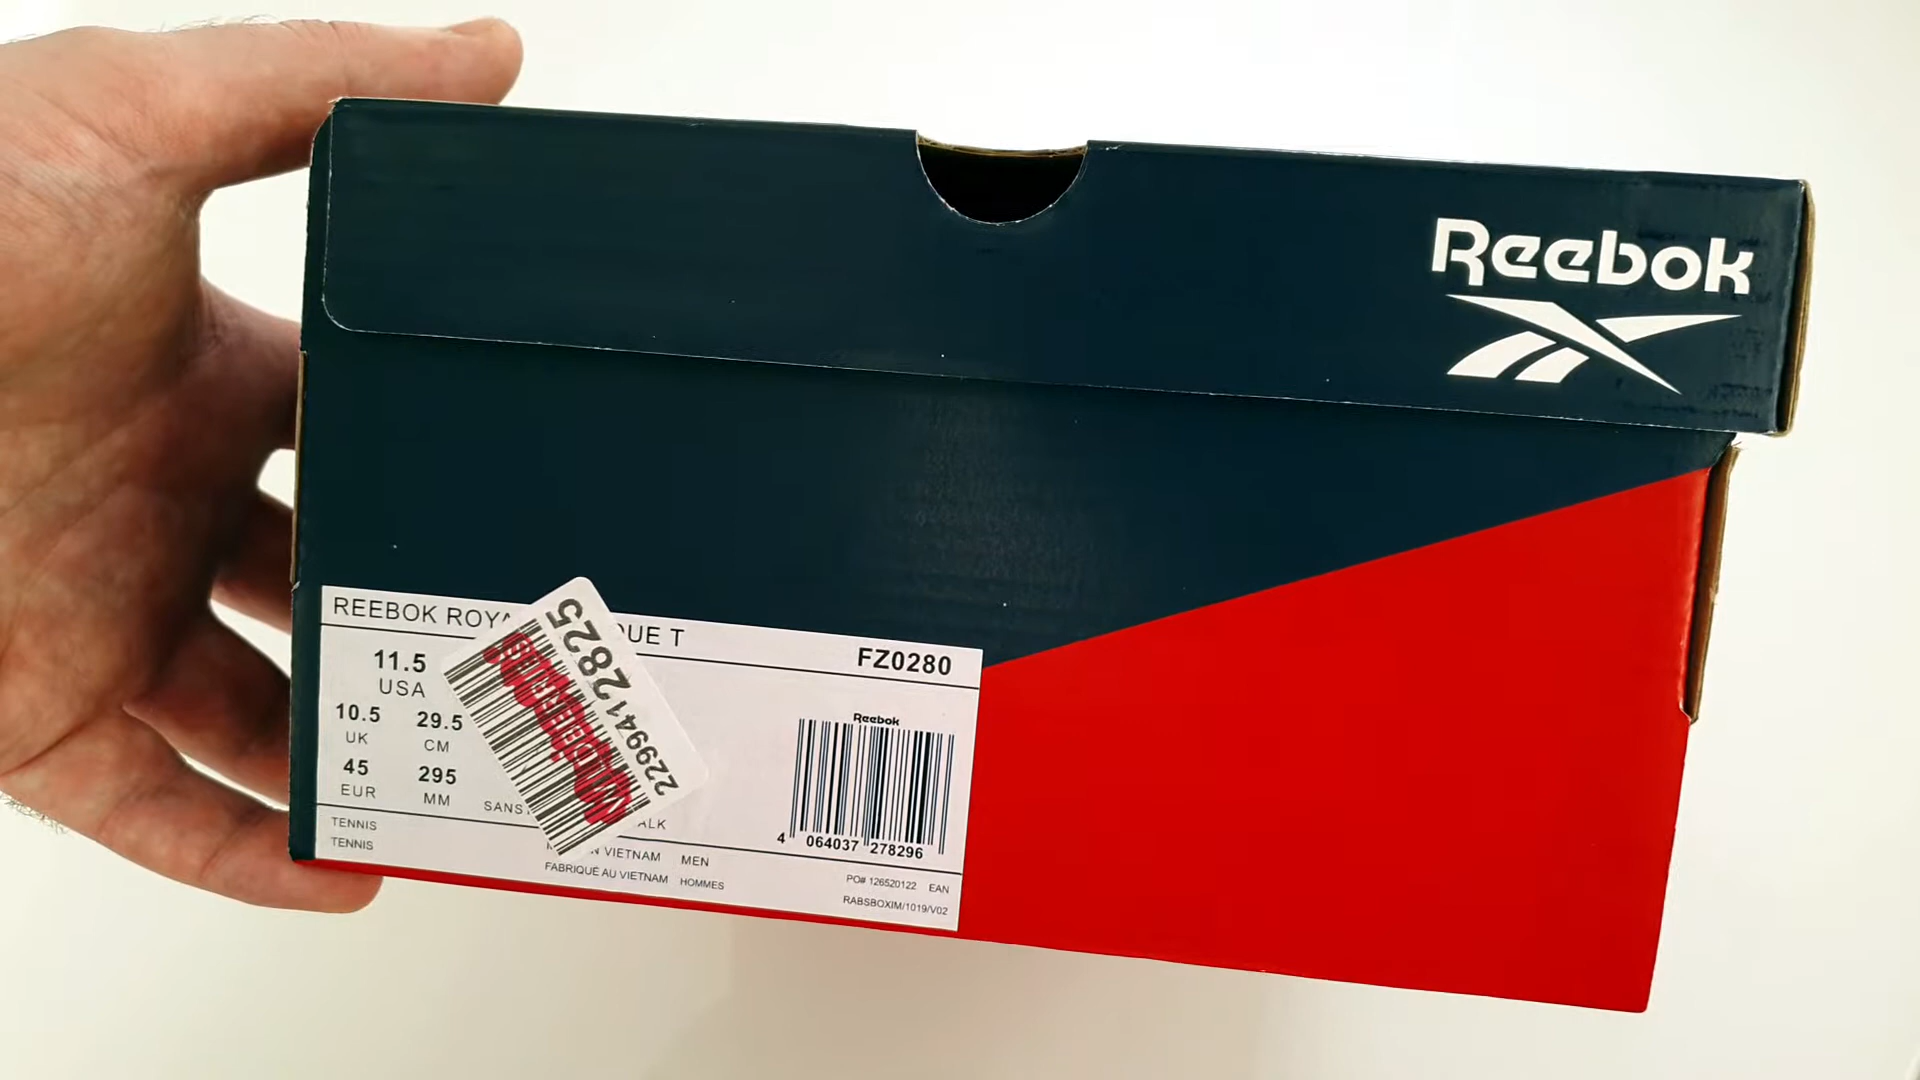 Reebok
REEBOK ROYA
QUE T
FZ0280
11.5
USA
10.5 29.5
UK CM
45 295
EUR MM
SANS
ALK
TENNIS
TENNIS
VIETNAM MEN
FABRIQUÉ AU VIETNAM HOMMES
2299412825
Reebok
4 064037 278296
PO# 126520122 EAN
RABSBOXIM/1019/V02